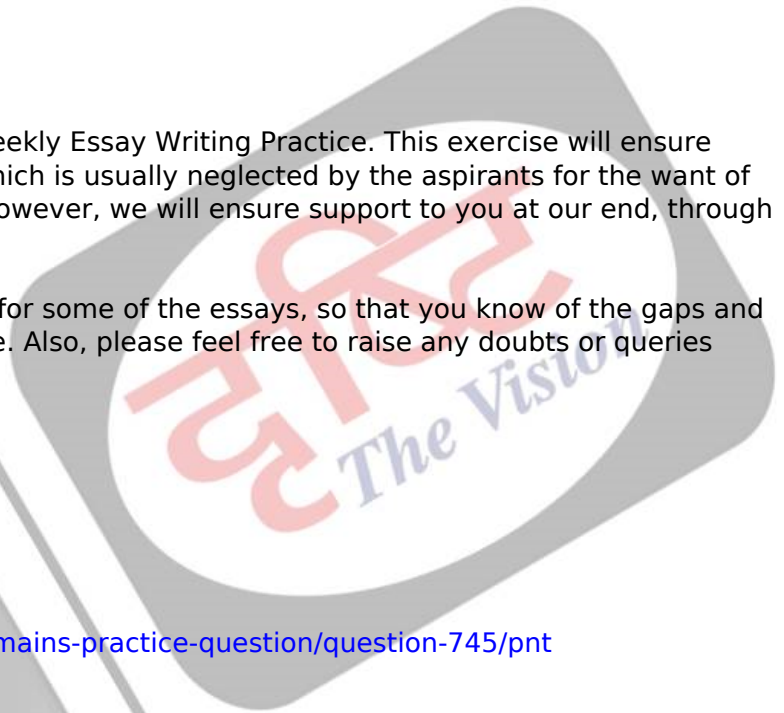 eekly Essay Writing Practice. This exercise will ensure
hich is usually neglected by the aspirants for the want of
owever, we will ensure support to you at our end, through
for some of the essays, so that you know of the gaps and
e. Also, please feel free to raise any doubts or queries
दृष्टि
The Vision
mains-practice-question/question-745/pnt